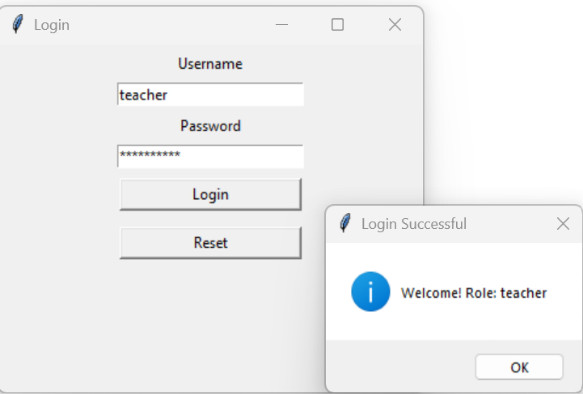 Login
Username
teacher
Password
**********
Login
Reset
Login Successful
Welcome! Role: teacher
OK